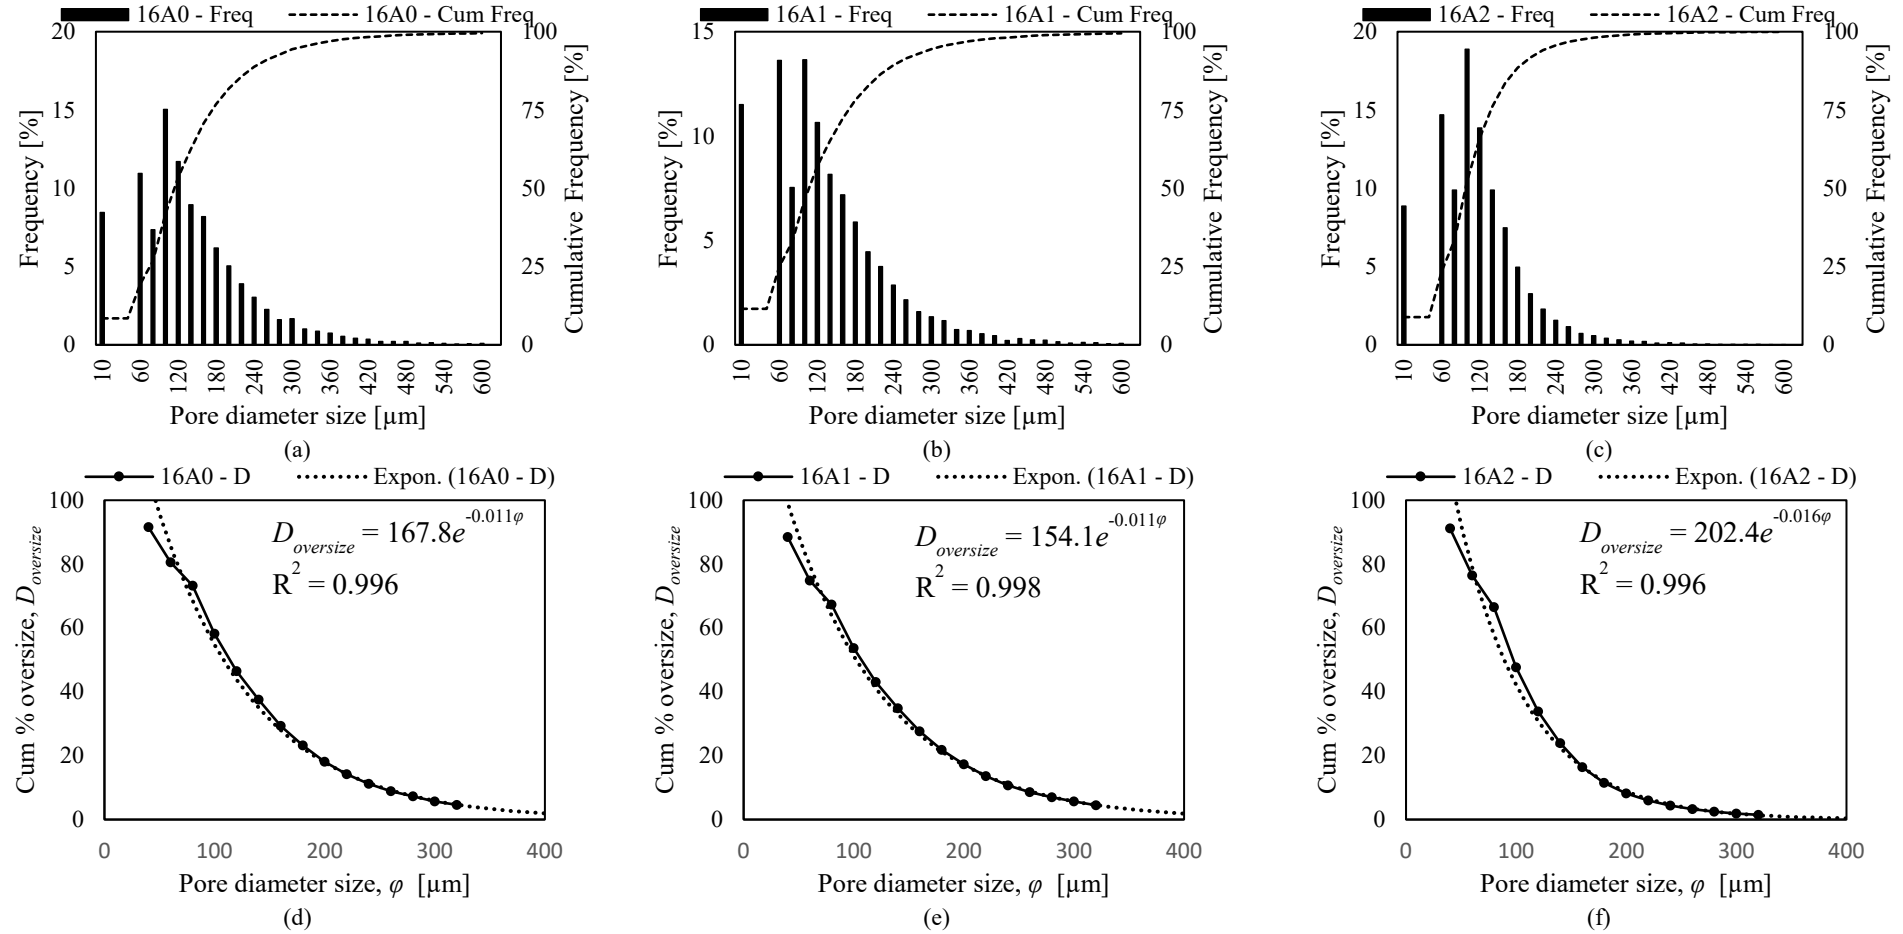 16A0 - Freq 16A0 - Cum Freq
20
15
10
5
0
100
75
50
25
0
Frequency [%]
Cumulative Frequency [%]
10 60 120 180 240 300 360 420 480 540 600
Pore diameter size [µm]
(a)
16A1 - Freq 16A1 - Cum Freq
15
10
5
0
100
75
50
25
0
Frequency [%]
Cumulative Frequency [%]
10 60 120 180 240 300 360 420 480 540 600
Pore diameter size [µm]
(b)
16A2 - Freq 16A2 - Cum Freq
20
15
10
5
0
100
75
50
25
0
Frequency [%]
Cumulative Frequency [%]
10 60 120 180 240 300 360 420 480 540 600
Pore diameter size [µm]
(c)
16A0 - D Expon. (16A0 - D)
D_oversize = 167.8e^-0.011φ
R² = 0.996
100
80
60
40
20
0
Cum % oversize, D_oversize
0 100 200 300 400
Pore diameter size, φ [µm]
(d)
16A1 - D Expon. (16A1 - D)
D_oversize = 154.1e^-0.011φ
R² = 0.998
100
80
60
40
20
0
Cum % oversize, D_oversize
0 100 200 300 400
Pore diameter size, φ [µm]
(e)
16A2 - D Expon. (16A2 - D)
D_oversize = 202.4e^-0.016φ
R² = 0.996
100
80
60
40
20
0
Cum % oversize, D_oversize
0 100 200 300 400
Pore diameter size, φ [µm]
(f)